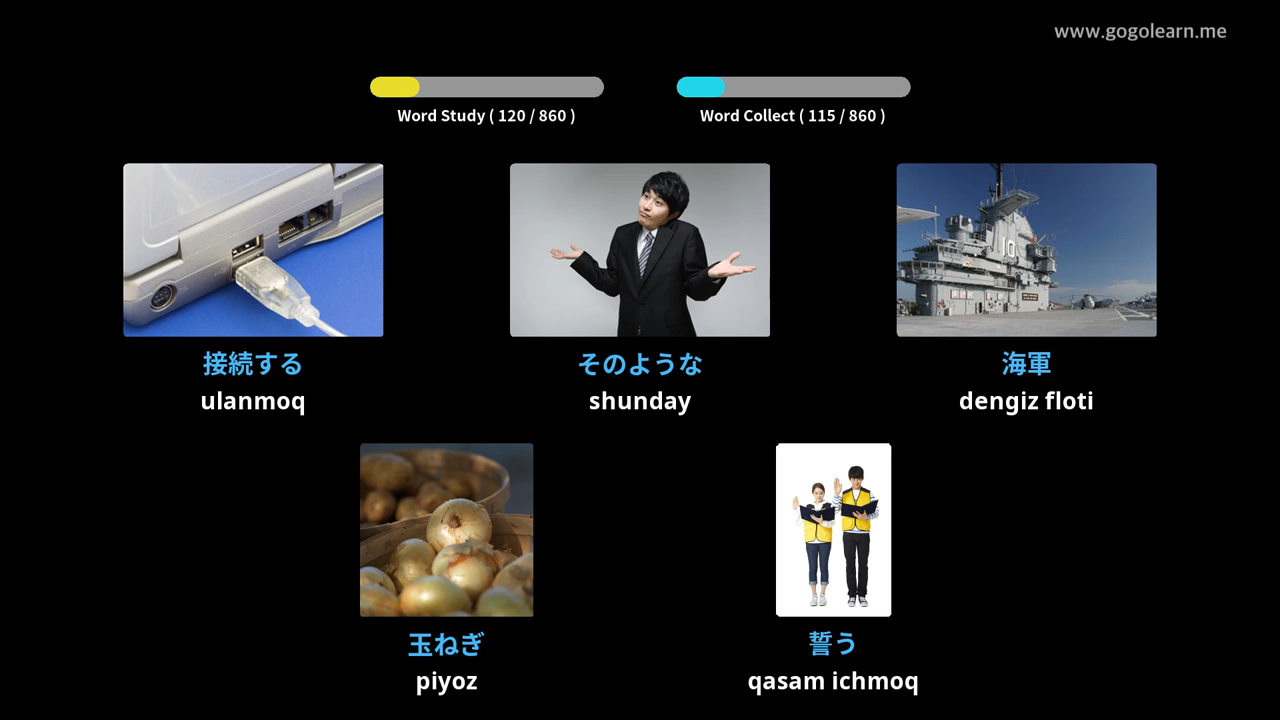 www.gogolearn.me
Word Study ( 120 / 860 )
Word Collect ( 115 / 860 )
接続する
ulanmoq
そのような
shunday
海軍
dengiz floti
玉ねぎ
piyoz
誓う
qasam ichmoq